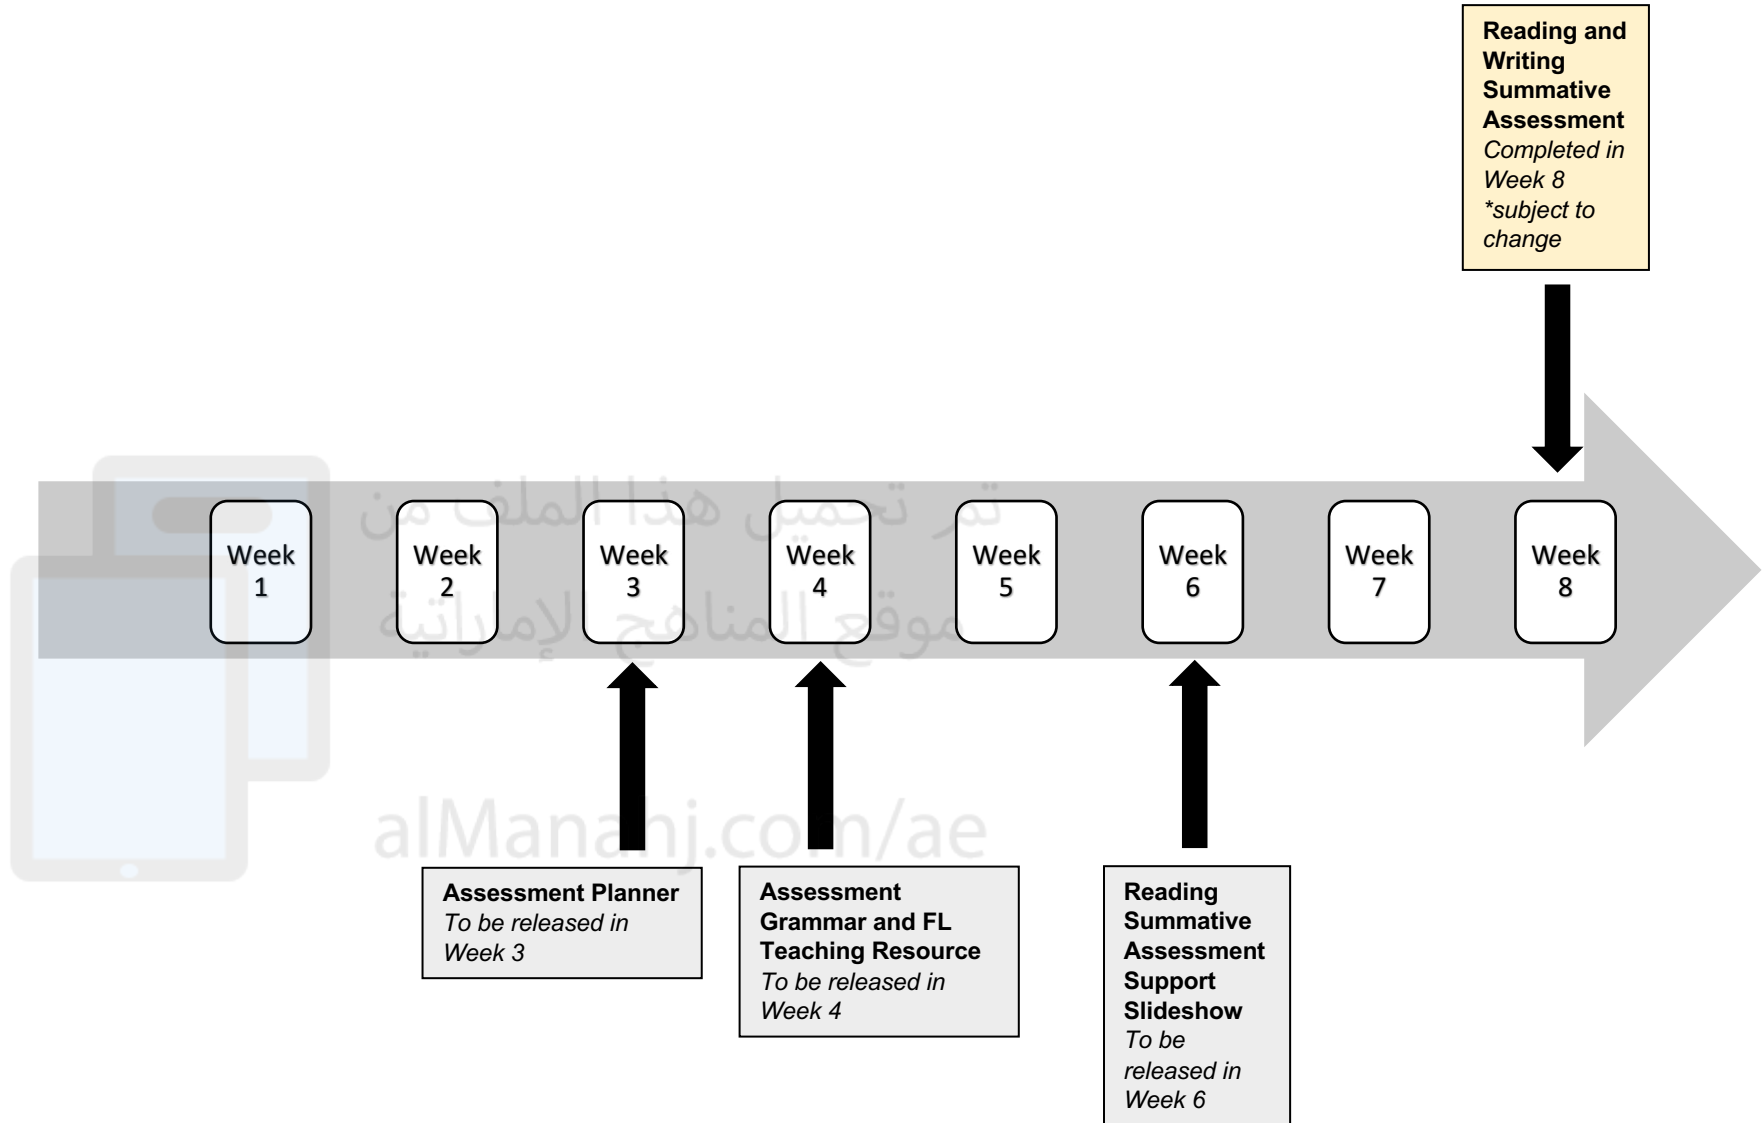 Reading and
Writing
Summative
Assessment
Completed in
Week 8
*subject to
change
تم تحميل هذا الملف من
Week
1
Week
2
Week
3
Week
4
Week
5
Week
6
Week
7
Week
8
موقع المناهج الإماراتية
alManahj.com/ae
Assessment Planner
To be released in
Week 3
Assessment
Grammar and FL
Teaching Resource
To be released in
Week 4
Reading
Summative
Assessment
Support
Slideshow
To be
released in
Week 6